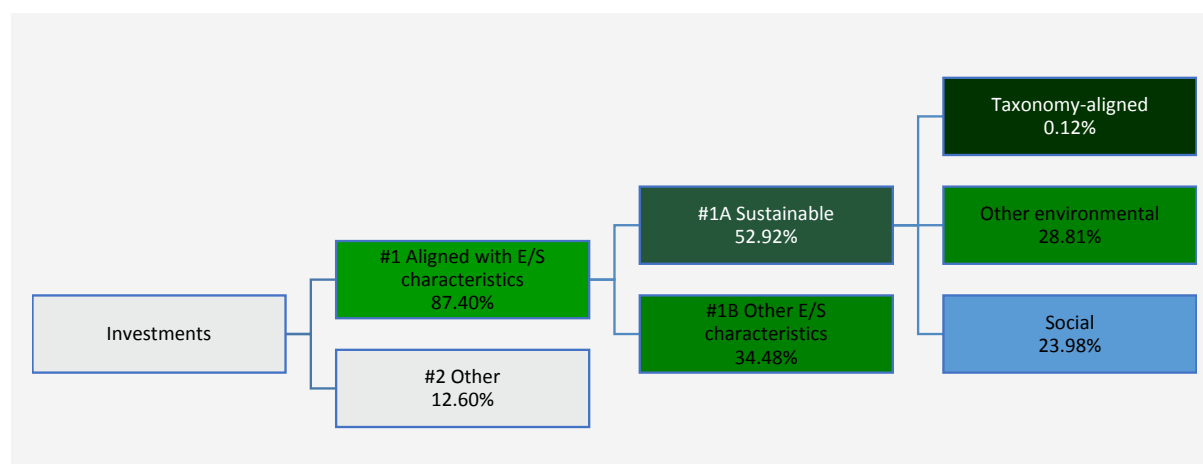 Investments
#1 Aligned with E/S
characteristics
87.40%
#2 Other
12.60%
#1A Sustainable
52.92%
#1B Other E/S
characteristics
34.48%
Taxonomy-aligned
0.12%
Other environmental
28.81%
Social
23.98%